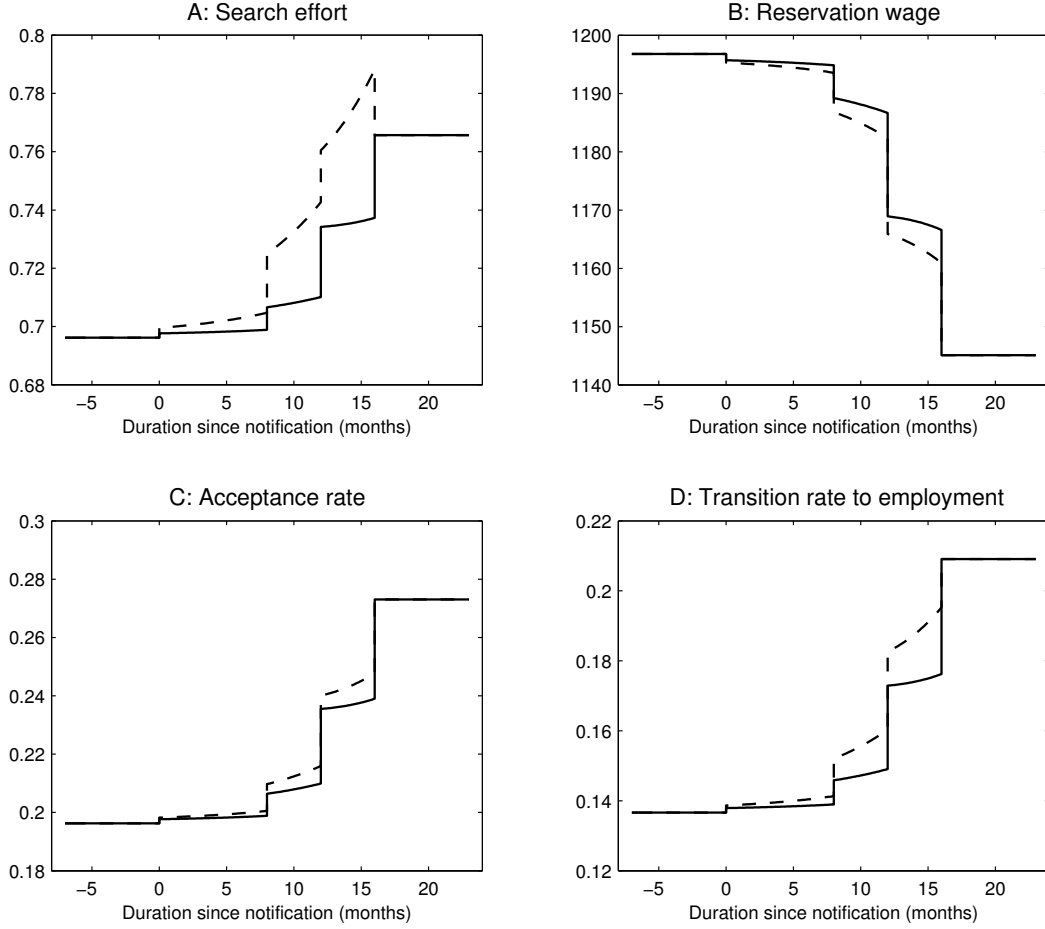 A: Search effort
0.8
0.78
0.76
0.74
0.72
0.7
0.68
−5 0 5 10 15 20
Duration since notification (months)
B: Reservation wage
1200
1190
1180
1170
1160
1150
1140
−5 0 5 10 15 20
Duration since notification (months)
C: Acceptance rate
0.3
0.28
0.26
0.24
0.22
0.2
0.18
−5 0 5 10 15 20
Duration since notification (months)
D: Transition rate to employment
0.22
0.2
0.18
0.16
0.14
0.12
−5 0 5 10 15 20
Duration since notification (months)